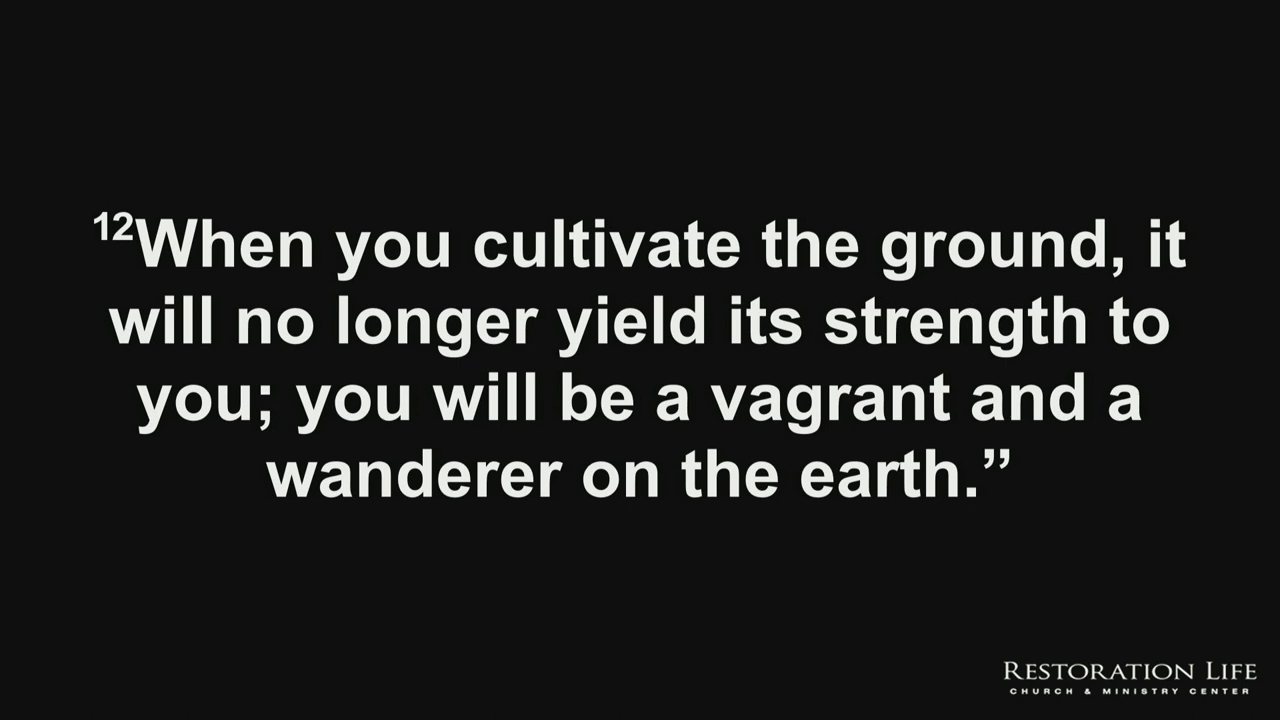 ¹²When you cultivate the ground, it
will no longer yield its strength to
you; you will be a vagrant and a
wanderer on the earth.”
RESTORATION LIFE
CHURCH & MINISTRY CENTER